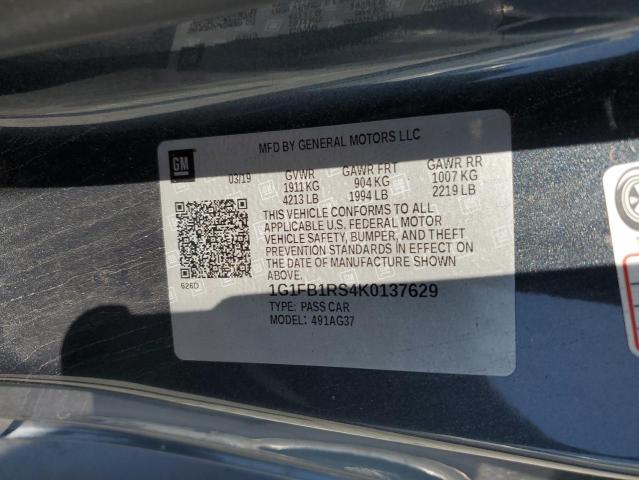 GM
MFD BY GENERAL MOTORS LLC
03/19 GVWR GAWR FRT GAWR RR
1911 KG 904 KG 1007 KG
4213 LB 1994 LB 2219 LB
THIS VEHICLE CONFORMS TO ALL
APPLICABLE U.S. FEDERAL MOTOR
VEHICLE SAFETY, BUMPER, AND THEFT
PREVENTION STANDARDS IN EFFECT ON
THE DATE OF MANUFACTURE SHOWN
ABOVE.
626D
1G1FB1RS4K0137629
TYPE: PASS CAR
MODEL: 491AG37